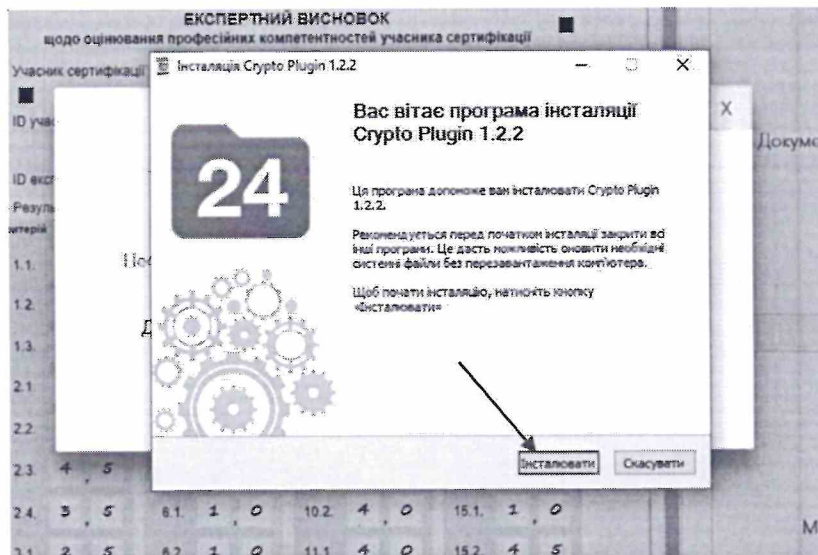 ЕКСПЕРТНИЙ ВИСНОВОК
щодо оцінювання професійних компетентностей учасника сертифікації
Учасник сертифікації
Інсталяція Crypto Plugin 1.2.2
Вас вітає програма інсталяції
Crypto Plugin 1.2.2
24
Ця програма допоможе вам інсталювати Crypto Plugin
1.2.2.
Рекомендується перед початком інсталяції закрити всі
інші програми. Це дасть можливість оновити необхідні
системні файли без перезавантаження комп'ютера.
Щоб почати інсталяцію, натисніть кнопку
«Інсталювати»
Інсталювати
Скасувати
X
ID
ID
1.1.
1.2.
1.3.
2.1
2.2.
2.3. 4 , 5
2.4. 3 , 5 6.1. 1 , 0 10.2. 4 , 0 15.1. 1 , 0
3.1. 2 5 6.2. 1 0 11.1. 4 0 15.2. 4 5